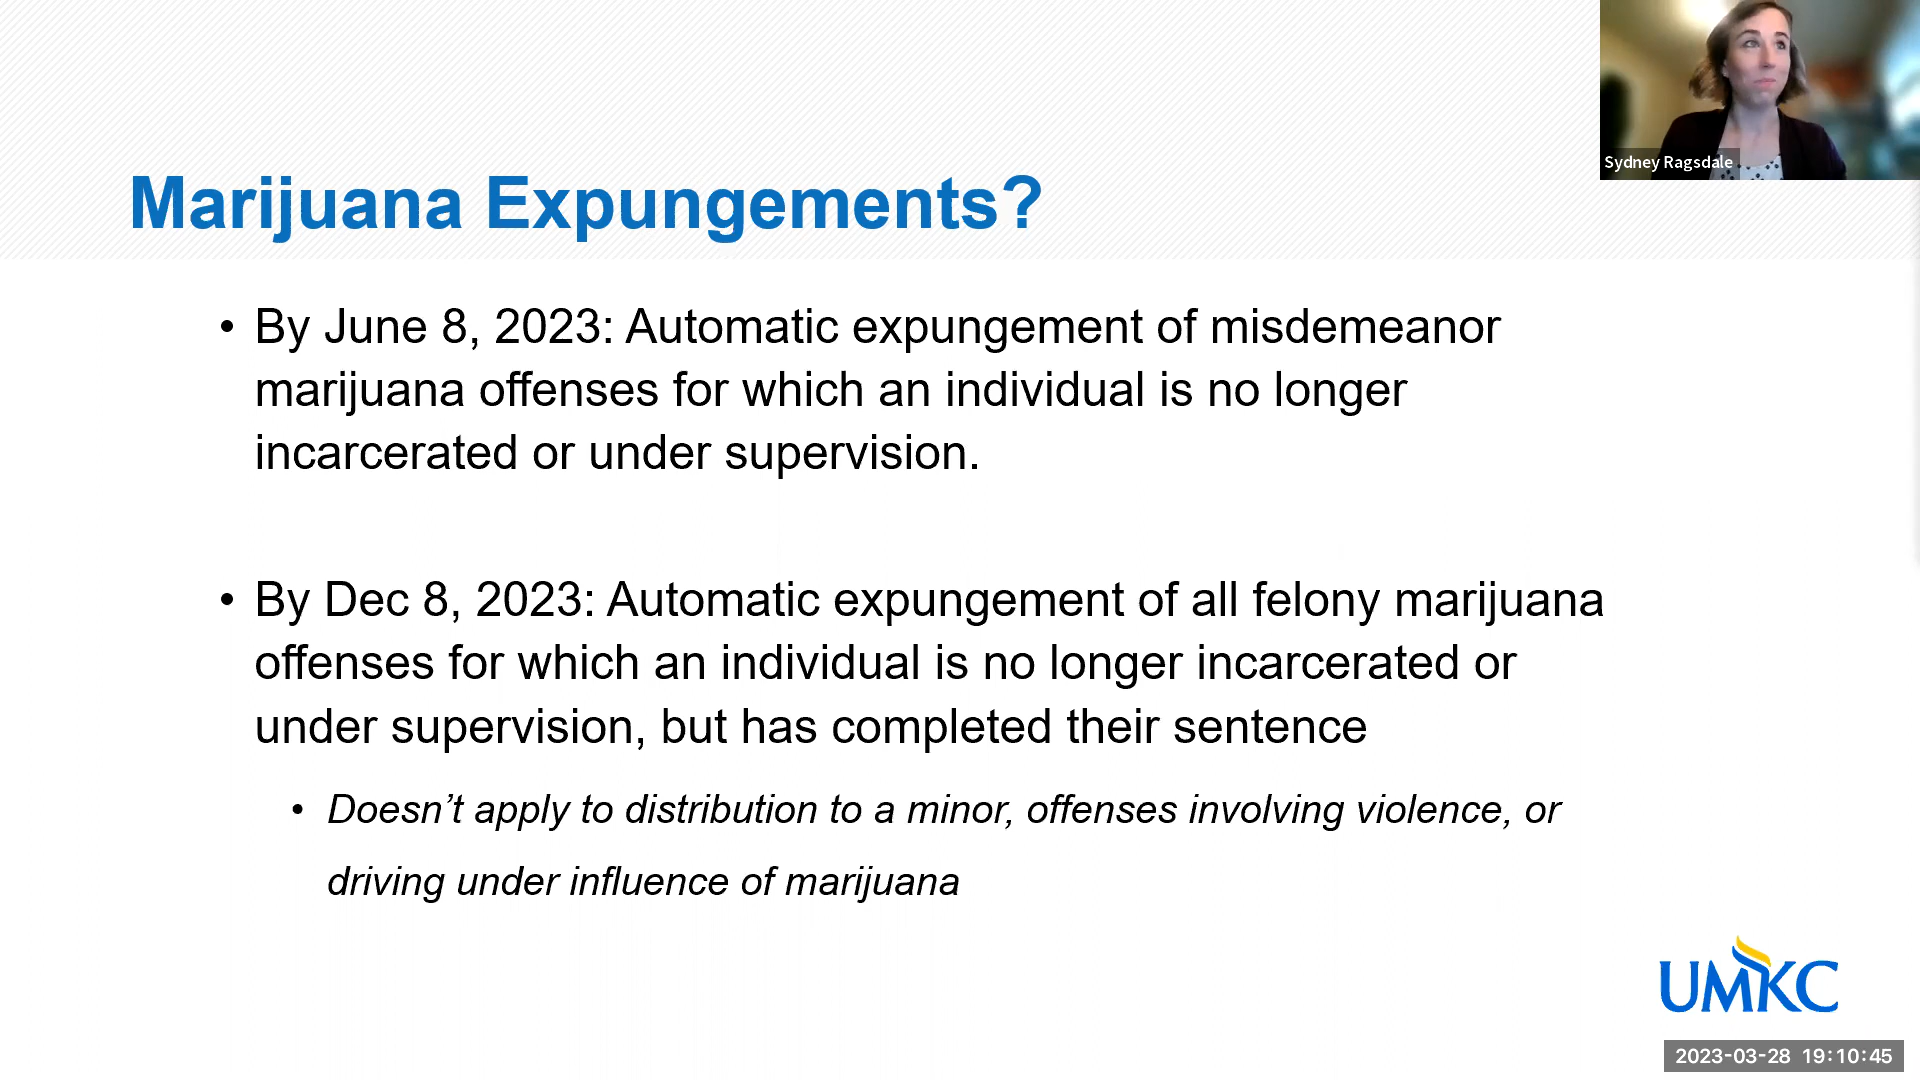 Sydney Ragsdale
Marijuana Expungements?
• By June 8, 2023: Automatic expungement of misdemeanor
marijuana offenses for which an individual is no longer
incarcerated or under supervision.
• By Dec 8, 2023: Automatic expungement of all felony marijuana
offenses for which an individual is no longer incarcerated or
under supervision, but has completed their sentence
• Doesn’t apply to distribution to a minor, offenses involving violence, or
driving under influence of marijuana
UMKC
2023-03-28 19:10:45